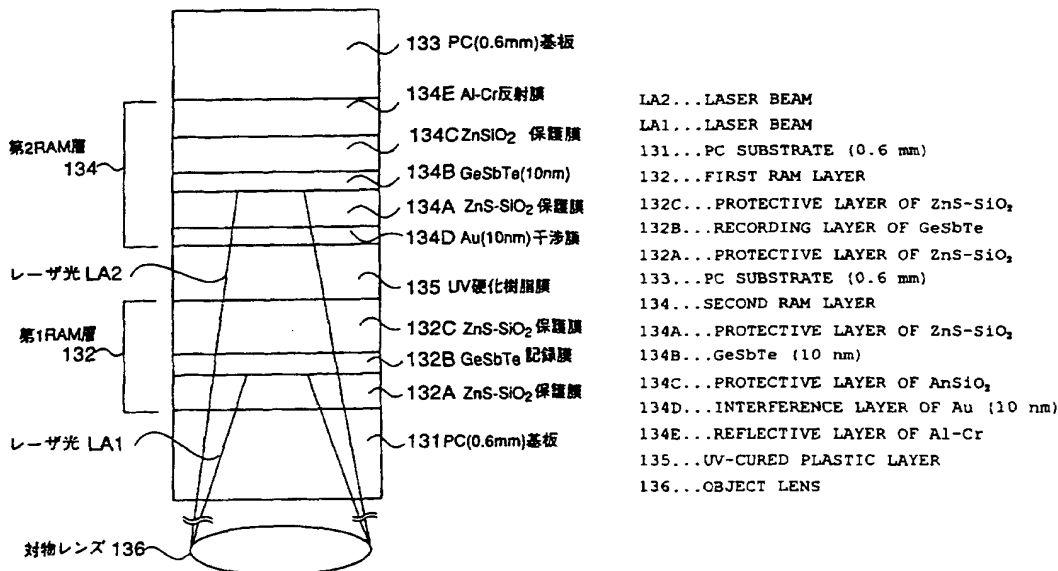 133 PC(0.6mm)基板
134E Al-Cr反射膜
134C ZnSiO₂ 保護膜
第2RAM層
134
134B GeSbTe(10nm)
134A ZnS-SiO₂ 保護膜
134D Au(10nm)干渉膜
レーザ光 LA2
135 UV硬化樹脂膜
第1RAM層
132
132C ZnS-SiO₂ 保護膜
132B GeSbTe 記録膜
132A ZnS-SiO₂ 保護膜
レーザ光 LA1
131 PC(0.6mm)基板
対物レンズ 136
LA2...LASER BEAM
LA1...LASER BEAM
131...PC SUBSTRATE (0.6 mm)
132...FIRST RAM LAYER
132C...PROTECTIVE LAYER OF ZnS-SiO₂
132B...RECORDING LAYER OF GeSbTe
132A...PROTECTIVE LAYER OF ZnS-SiO₂
133...PC SUBSTRATE (0.6 mm)
134...SECOND RAM LAYER
134A...PROTECTIVE LAYER OF ZnS-SiO₂
134B...GeSbTe (10 nm)
134C...PROTECTIVE LAYER OF AnSiO₂
134D...INTERFERENCE LAYER OF Au (10 nm)
134E...REFLECTIVE LAYER OF Al-Cr
135...UV-CURED PLASTIC LAYER
136...OBJECT LENS